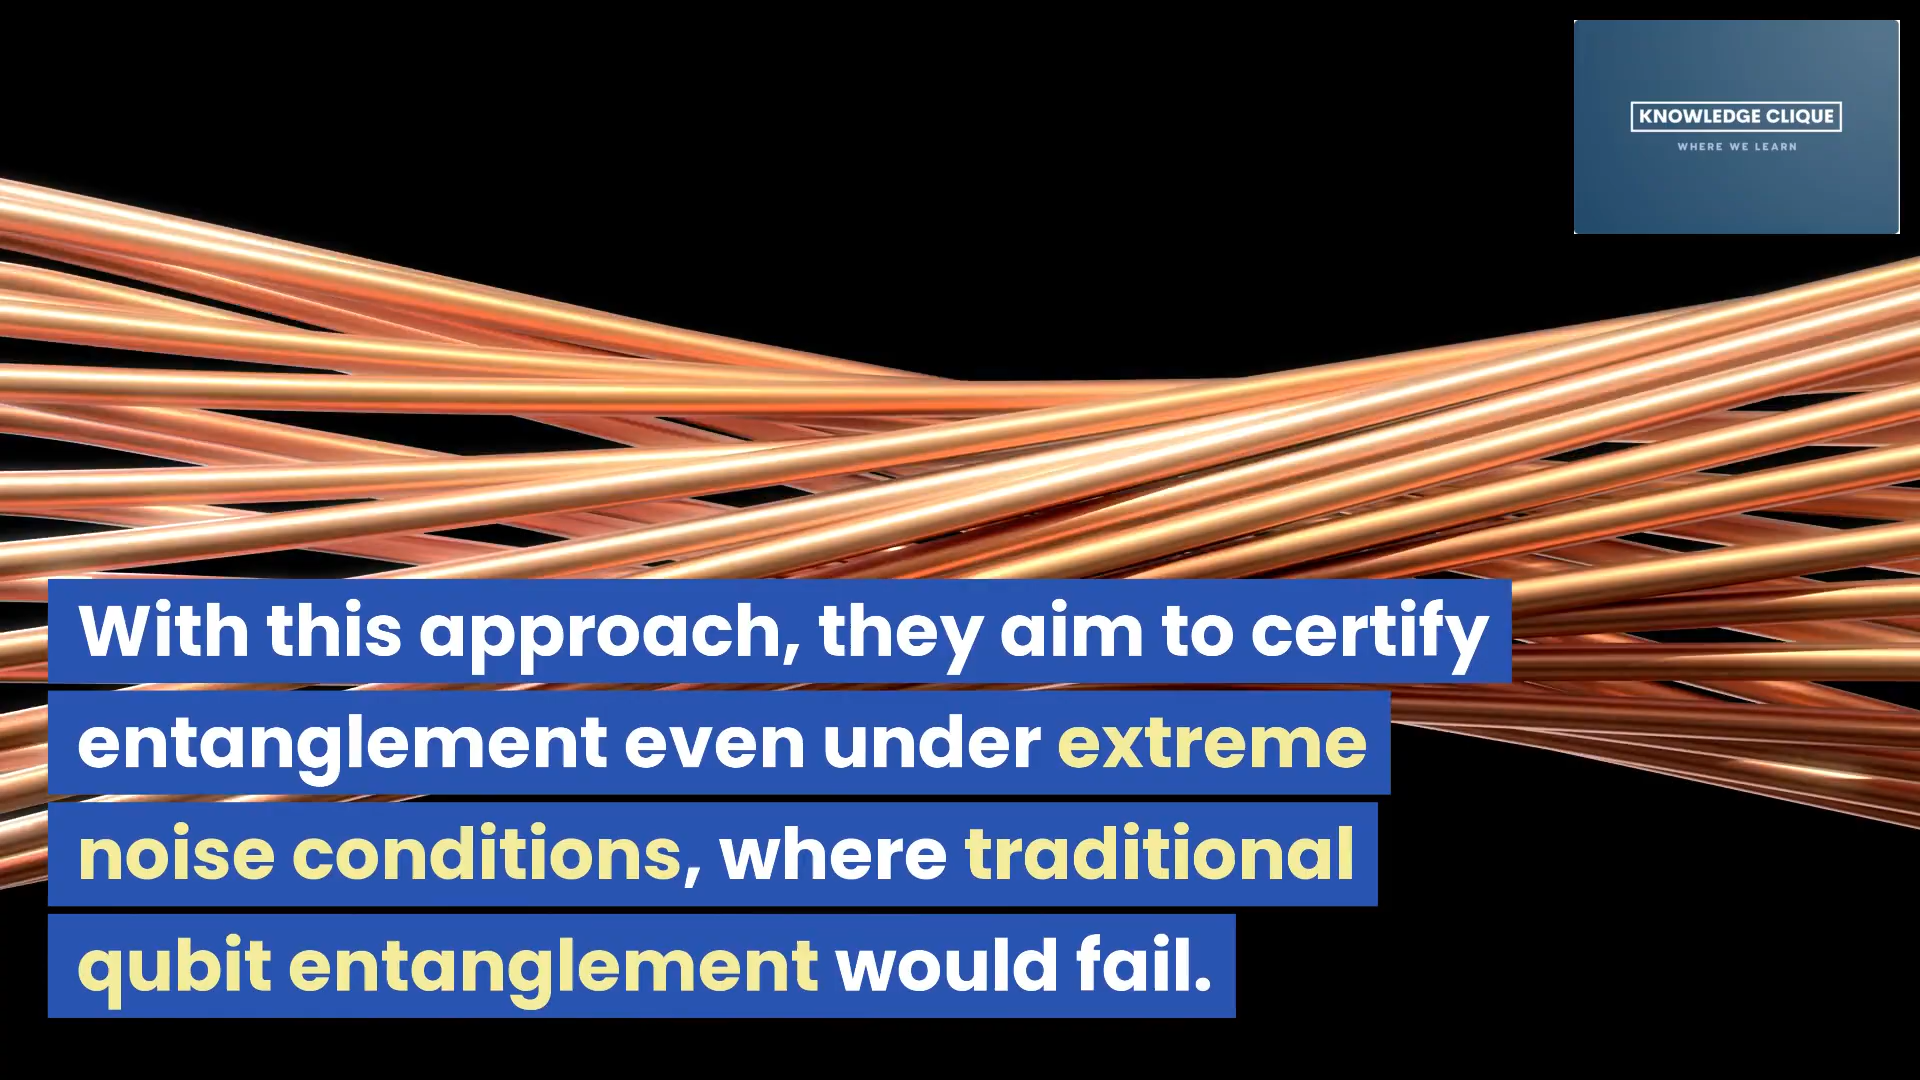 KNOWLEDGE CLIQUE
WHERE WE LEARN
With this approach, they aim to certify
entanglement even under extreme
noise conditions, where traditional
qubit entanglement would fail.